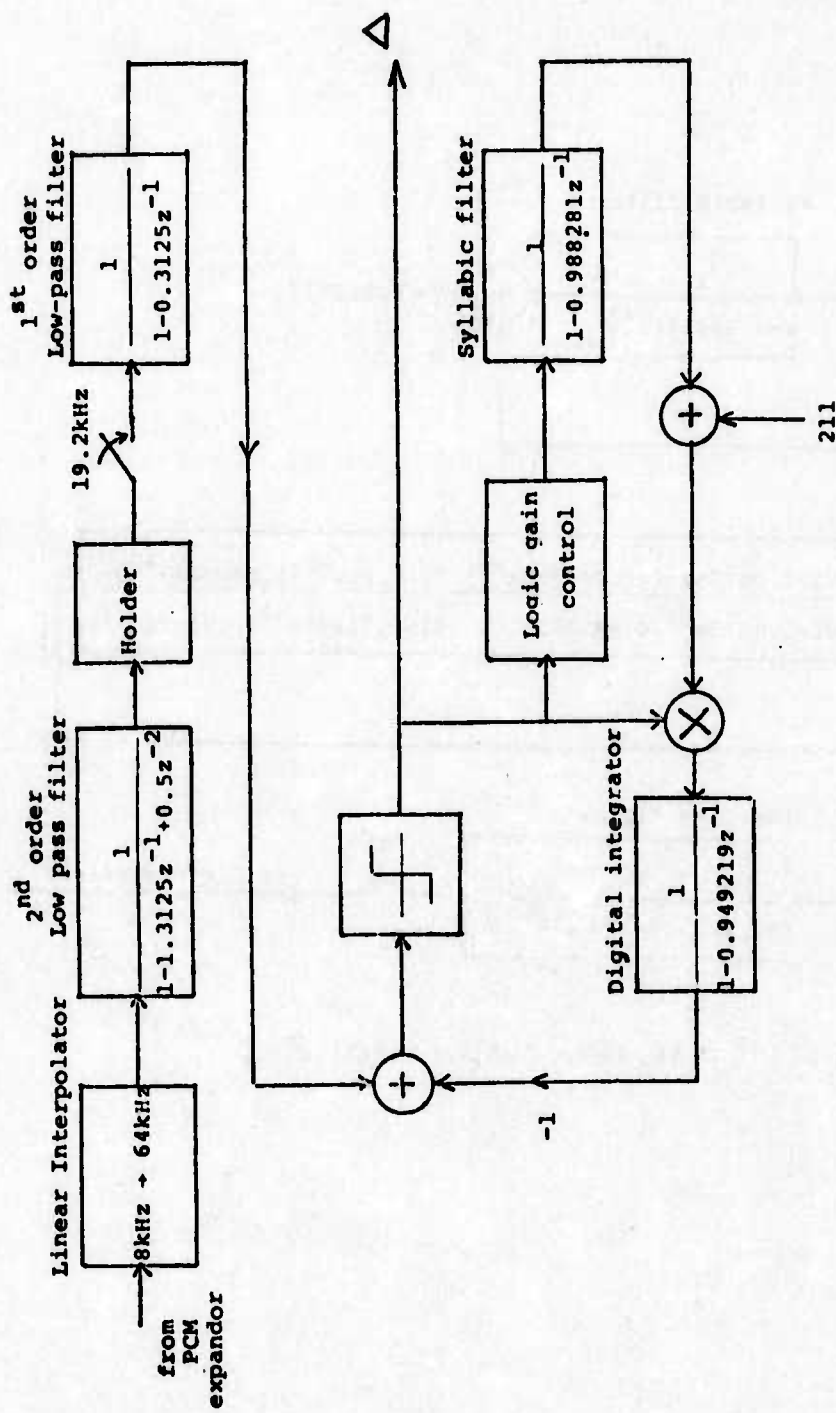 from
PCM
expandor
Linear Interpolator
8kHz → 64kHz
2nd order
Low pass filter
1
1-1.3125z^-1+0.5z^-2
Holder
19.2kHz
1st order
Low-pass filter
1
1-0.3125z^-1
+
-1
Δ
Digital integrator
1
1-0.949219z^-1
×
Logic gain
control
Syllabic filter
1
1-0.988281z^-1
+
211